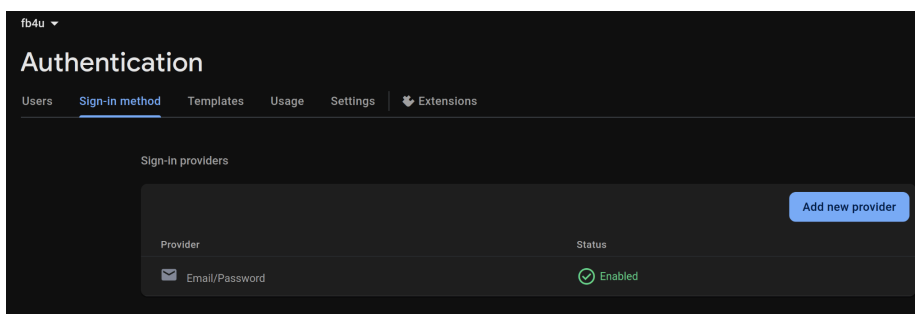 fb4u
Authentication
Users Sign-in method Templates Usage Settings Extensions
Sign-in providers
Add new provider
Provider Status
Email/Password Enabled